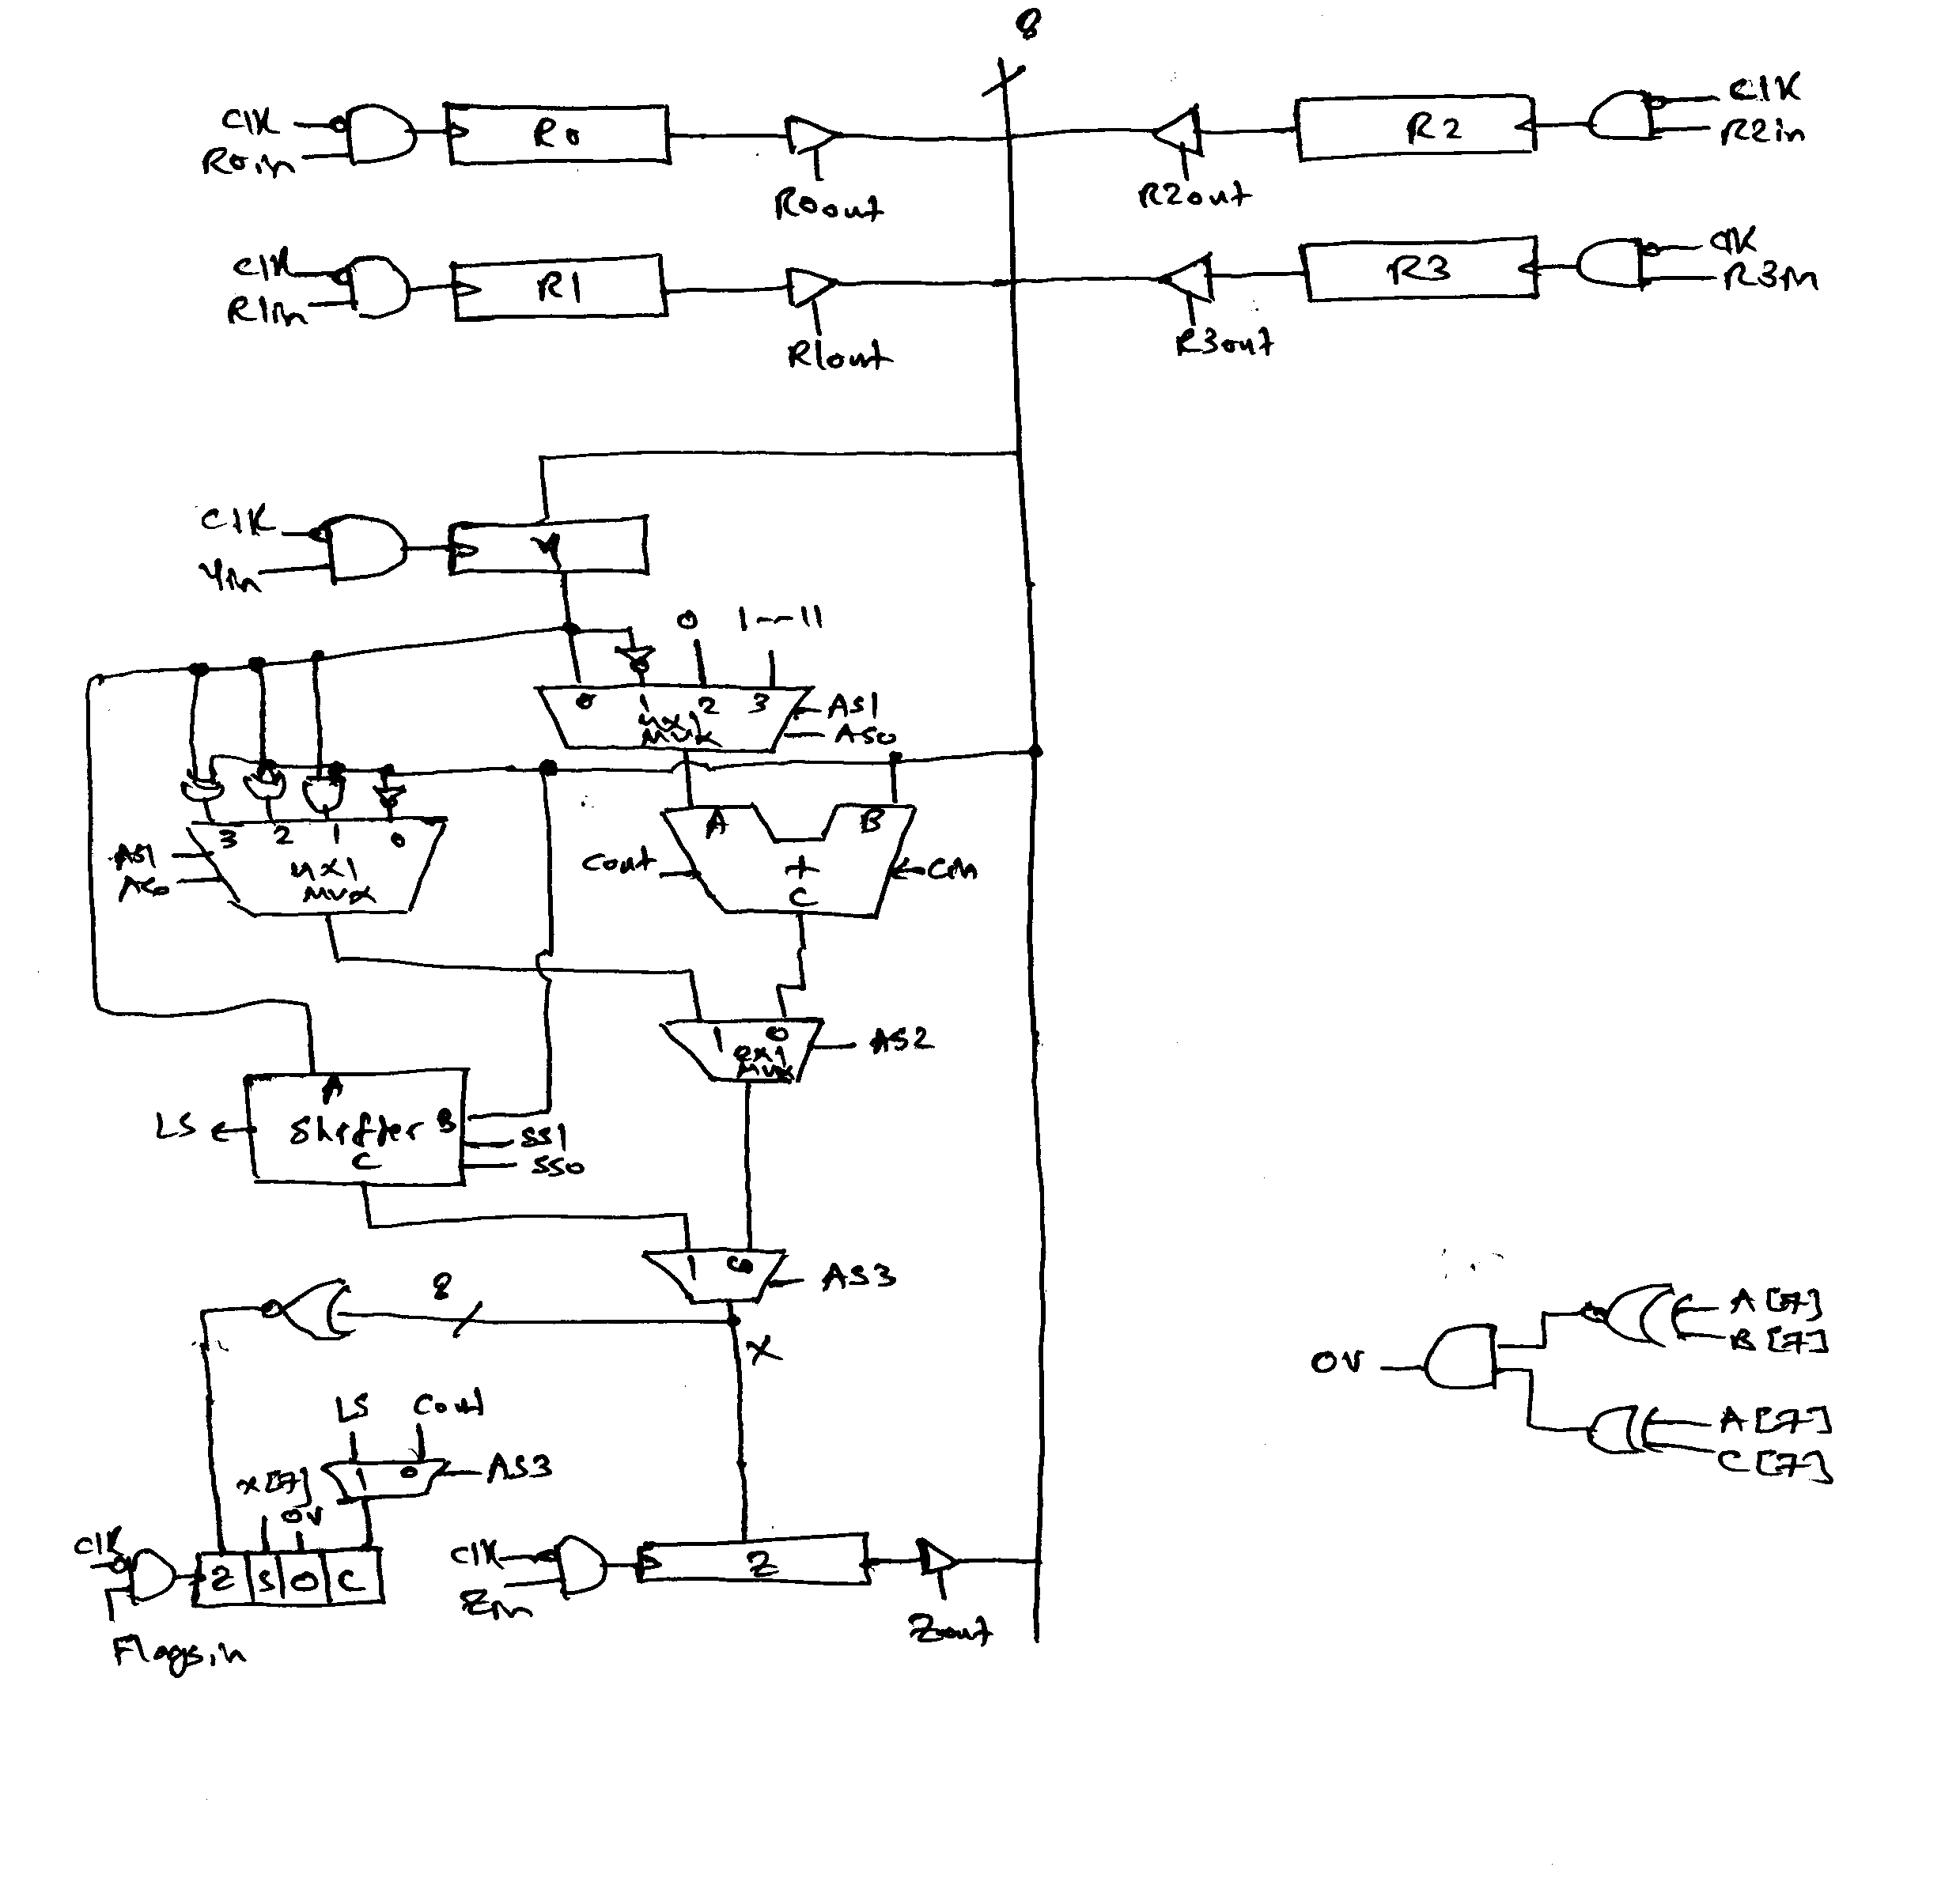 8
CLK
R0in
R0
R0out
R2out
R2
CLK
R2in
CLK
R1in
R1
R1out
R3out
R3
CLK
R3in
CLK
Yin
Y
0 1--11
0 1 2 3
4x1
MUX
AS1
AS0
3 2 1 0
4x1
MUX
AS1
AS0
A B
+
C
Cout
Cin
1 0
2x1
MUX
AS2
A
Shifter B
C
LS
SS1
SS0
1 0
AS3
8
X
LS Cout
1 0
AS3
x[7]
OV
CLK
Z S O C
Flags,in
CLK
Zin
Z
Zout
OV
A[7]
B[7]
A[7]
C[7]